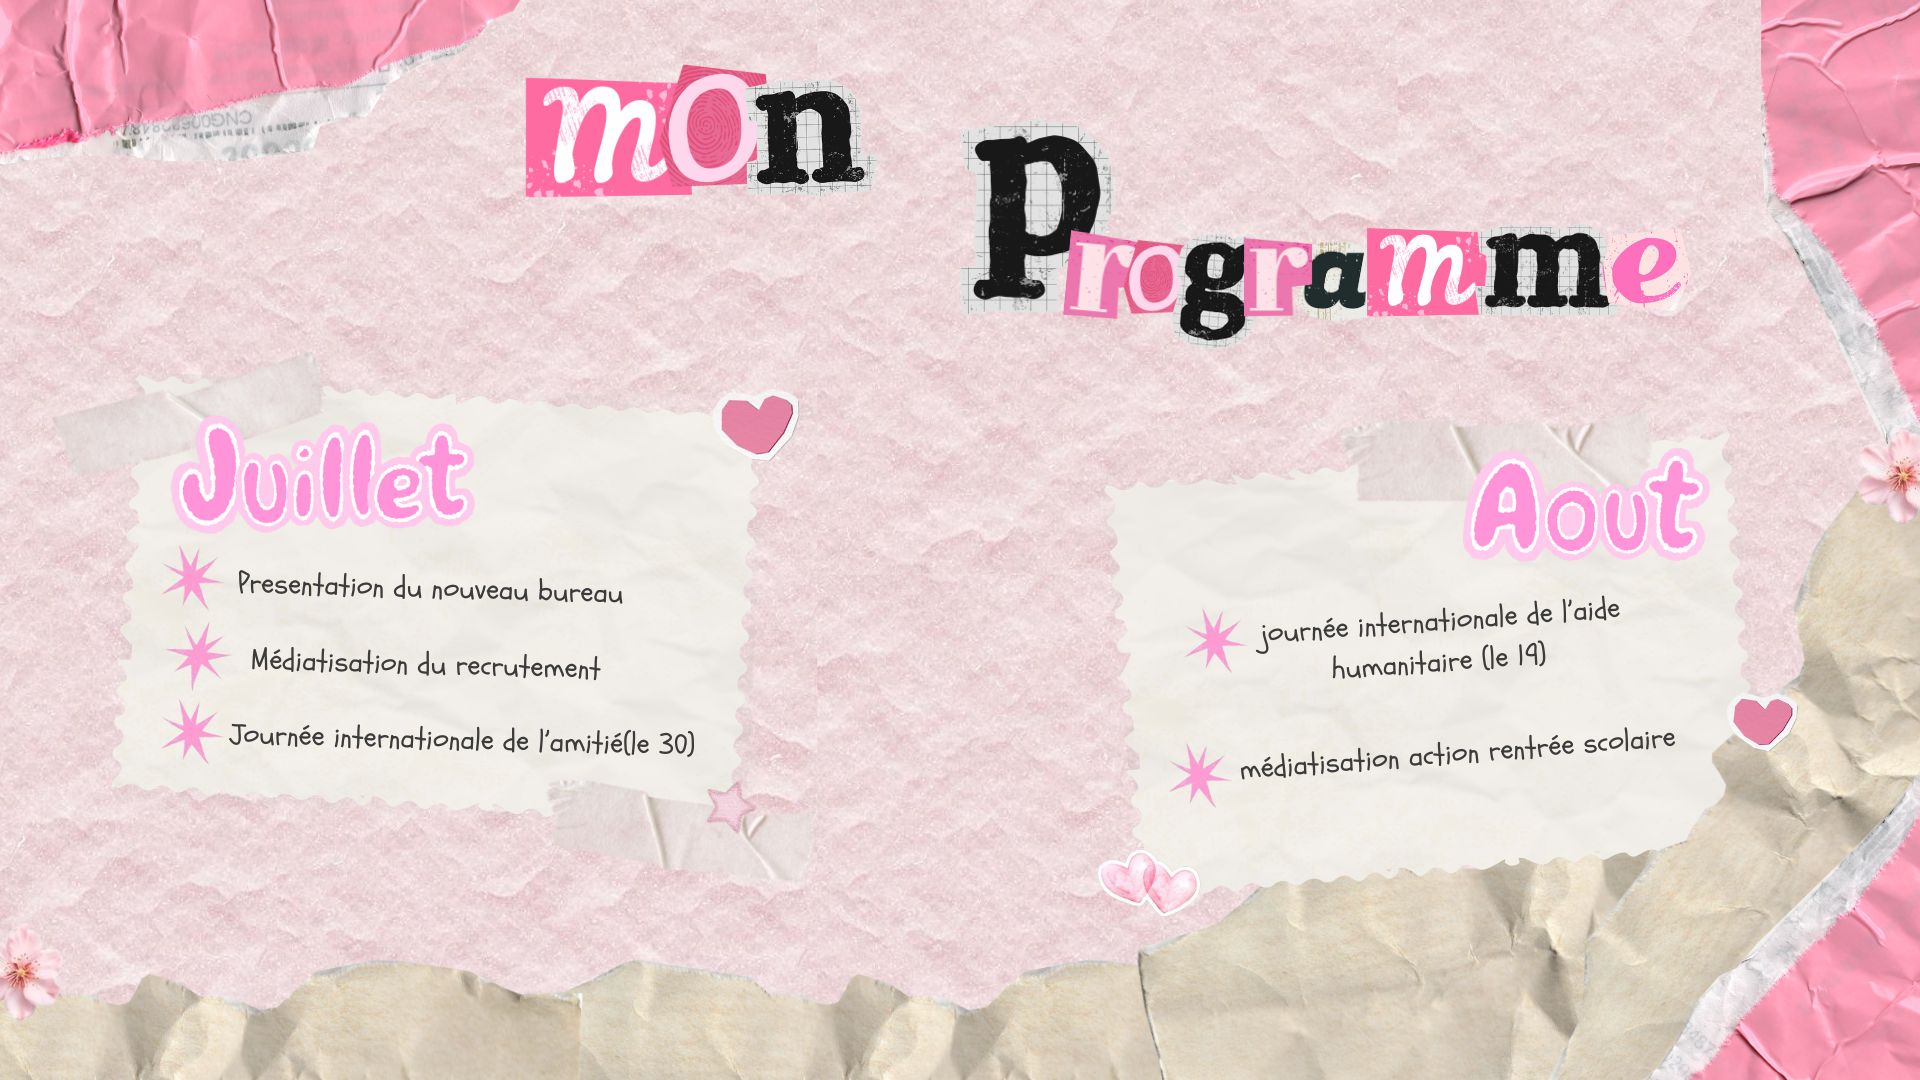 mon
Programme
Juillet
Presentation du nouveau bureau
Médiatisation du recrutement
Journée internationale de l'amitié(le 30)
Aout
journée internationale de l'aide
humanitaire (le 19)
médiatisation action rentrée scolaire